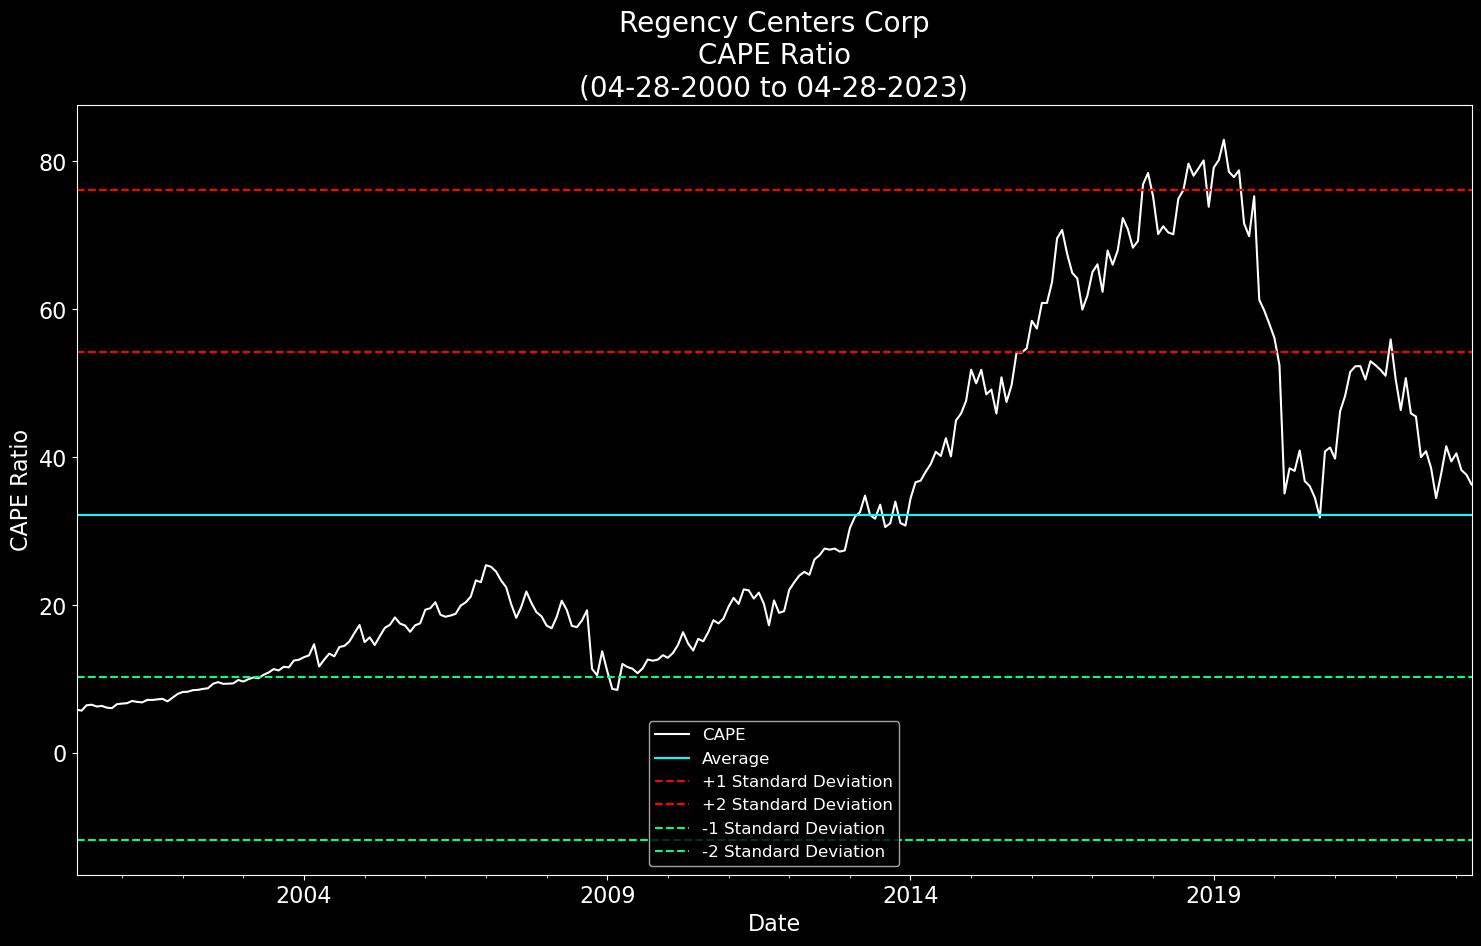 Regency Centers Corp
CAPE Ratio
(04-28-2000 to 04-28-2023)
80
60
40
20
0
CAPE Ratio
CAPE
Average
+1 Standard Deviation
+2 Standard Deviation
-1 Standard Deviation
-2 Standard Deviation
2004
2009
2014
2019
Date